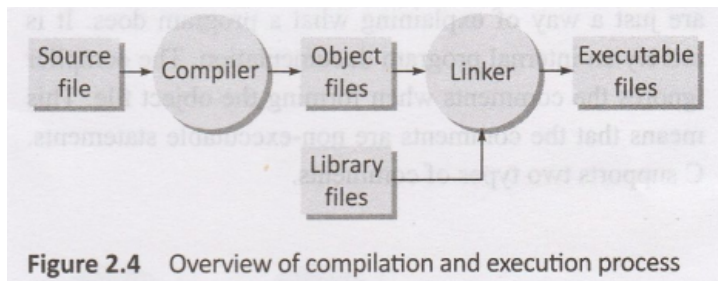 Source
file
Compiler
Object
files
Linker
Executable
files
Library
files
Figure 2.4 Overview of compilation and execution process